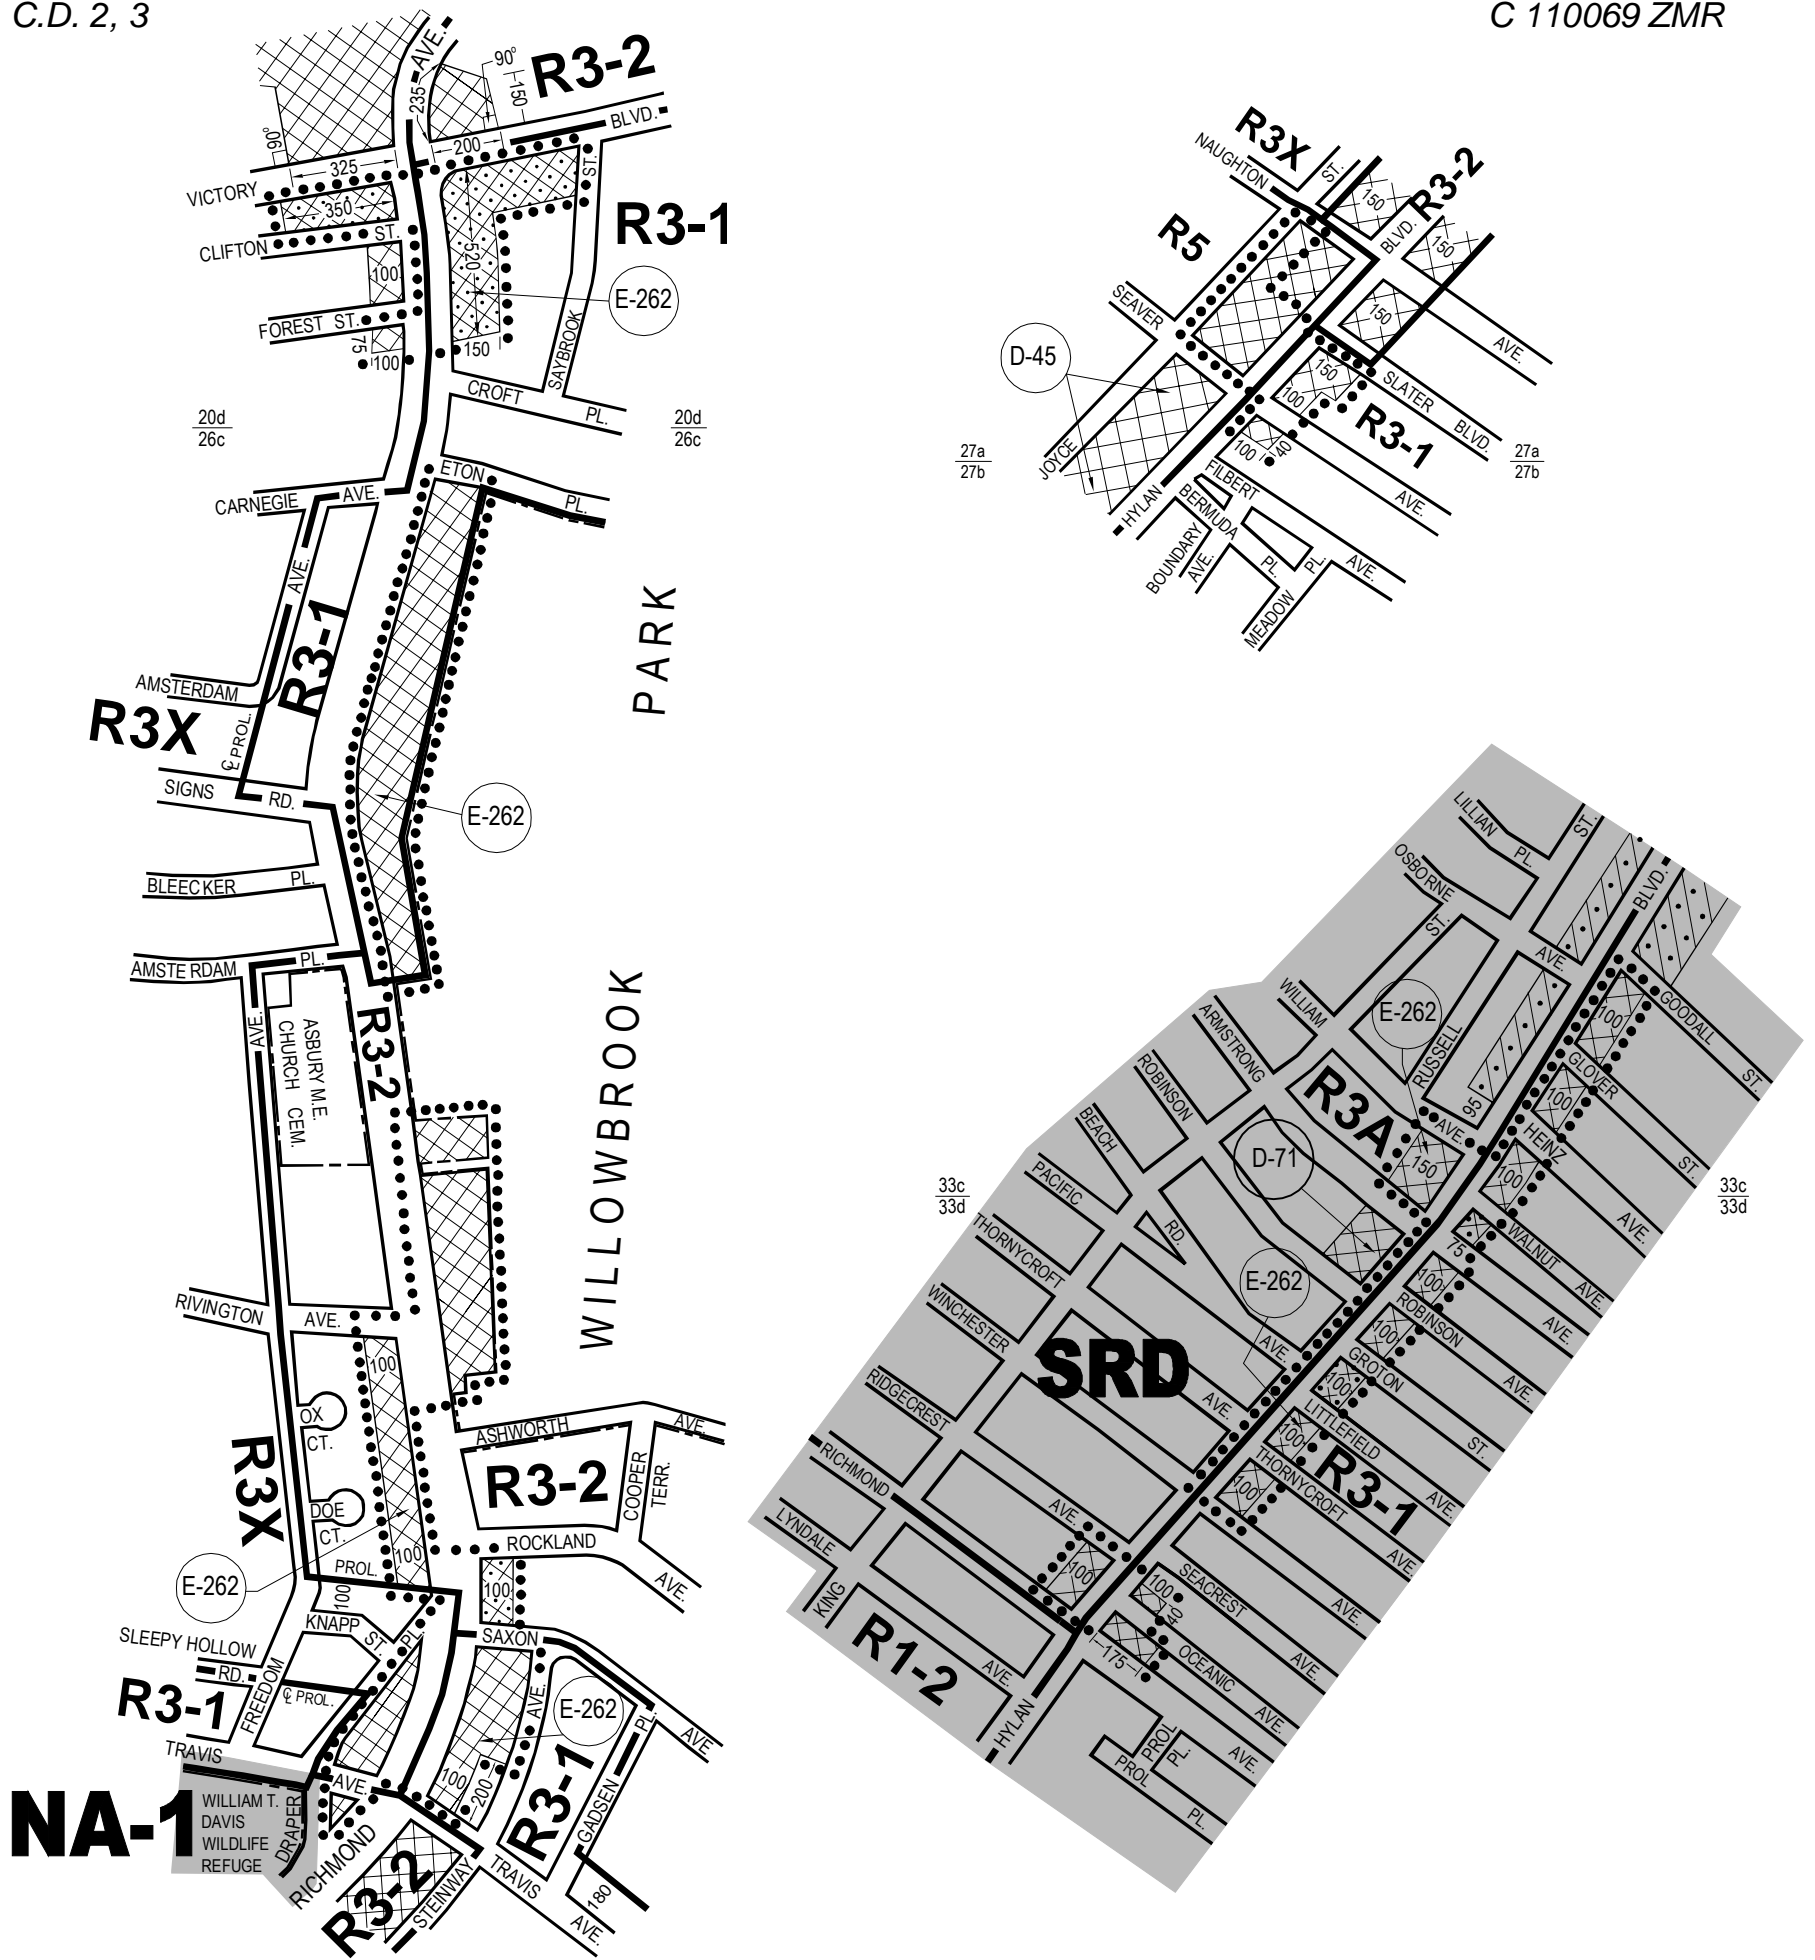 C.D. 2, 3
C 110069 ZMR
AVE.
90°
150
235
R3-2
BLVD.
90°
325
200
VICTORY
350
ST.
R3-1
CLIFTON
ST.
100
520
E-262
FOREST ST.
75
100
150
SAYBROOK
CROFT
PL.
20d
26c
20d
26c
ETON
PL.
CARNEGIE
AVE.
AVE.
R3-1
PARK
AMSTERDAM
R3X
℄ PROL.
SIGNS
RD.
E-262
BLEECKER
PL.
AMSTERDAM
PL.
AVE.
ASBURY M.E.
CHURCH CEM.
R3-2
WILLOWBROOK
RIVINGTON
AVE.
100
OX
CT.
ASHWORTH
AVE.
R3X
R3-2
COOPER
TERR.
DOE
CT.
100
ROCKLAND
AVE.
PROL.
E-262
100
100
KNAPP
ST.
PL.
SLEEPY HOLLOW
RD.
SAXON
AVE.
AVE
FREEDOM
℄ PROL.
R3-1
E-262
PL.
TRAVIS
AVE.
100
200
R3-1
GADSEN
NA-1
WILLIAM T.
DAVIS
WILDLIFE
REFUGE
DRAPER
RICHMOND
R3-2
STEINWAY
TRAVIS
AVE.
180
R3X
NAUGHTON
ST.
R3-2
150
BLVD.
150
R5
SEAVER
150
AVE.
D-45
150
100
SLATER
BLVD.
R3-1
27a
27b
27a
27b
JOYCE
100
40
FILBERT
AVE.
HYLAN
BERMUDA
PL.
BOUNDARY
AVE.
PL.
AVE.
MEADOW
LILLIAN
PL.
ST.
OSBORNE
ST.
BLVD.
AVE.
WILLIAM
E-262
GOODALL
ST.
ARMSTRONG
100
RUSSELL
GLOVER
ST.
ROBINSON
R3A
95
100
AVE.
HEINZ
AVE.
BEACH
D-71
150
100
PACIFIC
33c
33d
33c
33d
RD.
THORNYCROFT
75
WALNUT
AVE.
E-262
100
ROBINSON
AVE.
WINCHESTER
AVE.
100
GROTON
AVE.
SRD
100
LITTLEFIELD
ST.
RIDGECREST
AVE.
100
THORNYCROFT
AVE.
R3-1
RICHMOND
100
AVE.
AVE.
LYNDALE
100
SEACREST
AVE.
100
40
KING
OCEANIC
AVE.
R1-2
175
AVE.
AVE.
HYLAN
PROL
PL.
AVE.
PROL
PL.